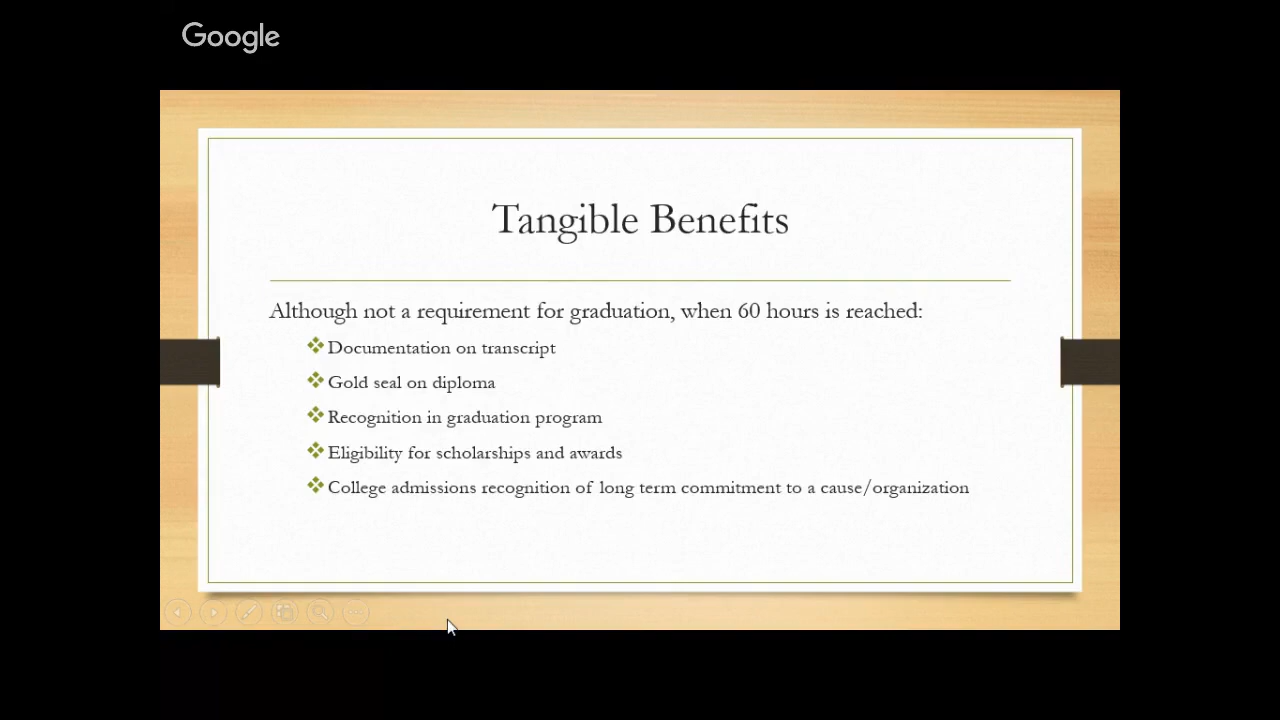 Google
Tangible Benefits
Although not a requirement for graduation, when 60 hours is reached:
Documentation on transcript
Gold seal on diploma
Recognition in graduation program
Eligibility for scholarships and awards
College admissions recognition of long term commitment to a cause/organization